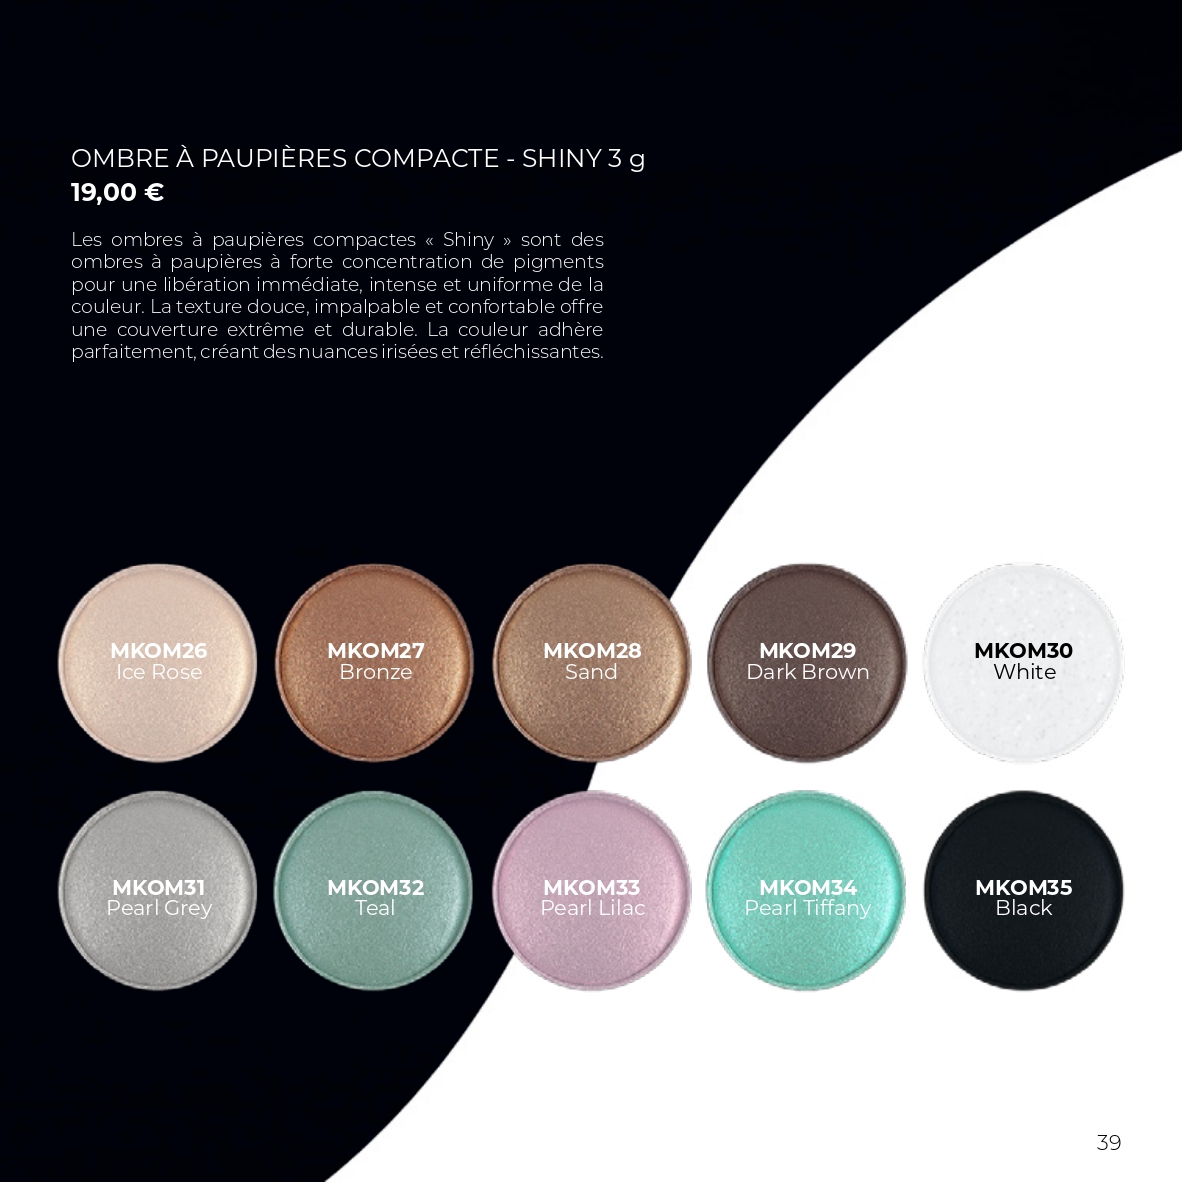 OMBRE À PAUPIÈRES COMPACTE - SHINY 3 g
19,00 €
Les ombres à paupières compactes « Shiny » sont des
ombres à paupières à forte concentration de pigments
pour une libération immédiate, intense et uniforme de la
couleur. La texture douce, impalpable et confortable offre
une couverture extrême et durable. La couleur adhère
parfaitement, créant des nuances irisées et réfléchissantes.
MKOM26
Ice Rose
MKOM27
Bronze
MKOM28
Sand
MKOM29
Dark Brown
MKOM30
White
MKOM31
Pearl Grey
MKOM32
Teal
MKOM33
Pearl Lilac
MKOM34
Pearl Tiffany
MKOM35
Black
39